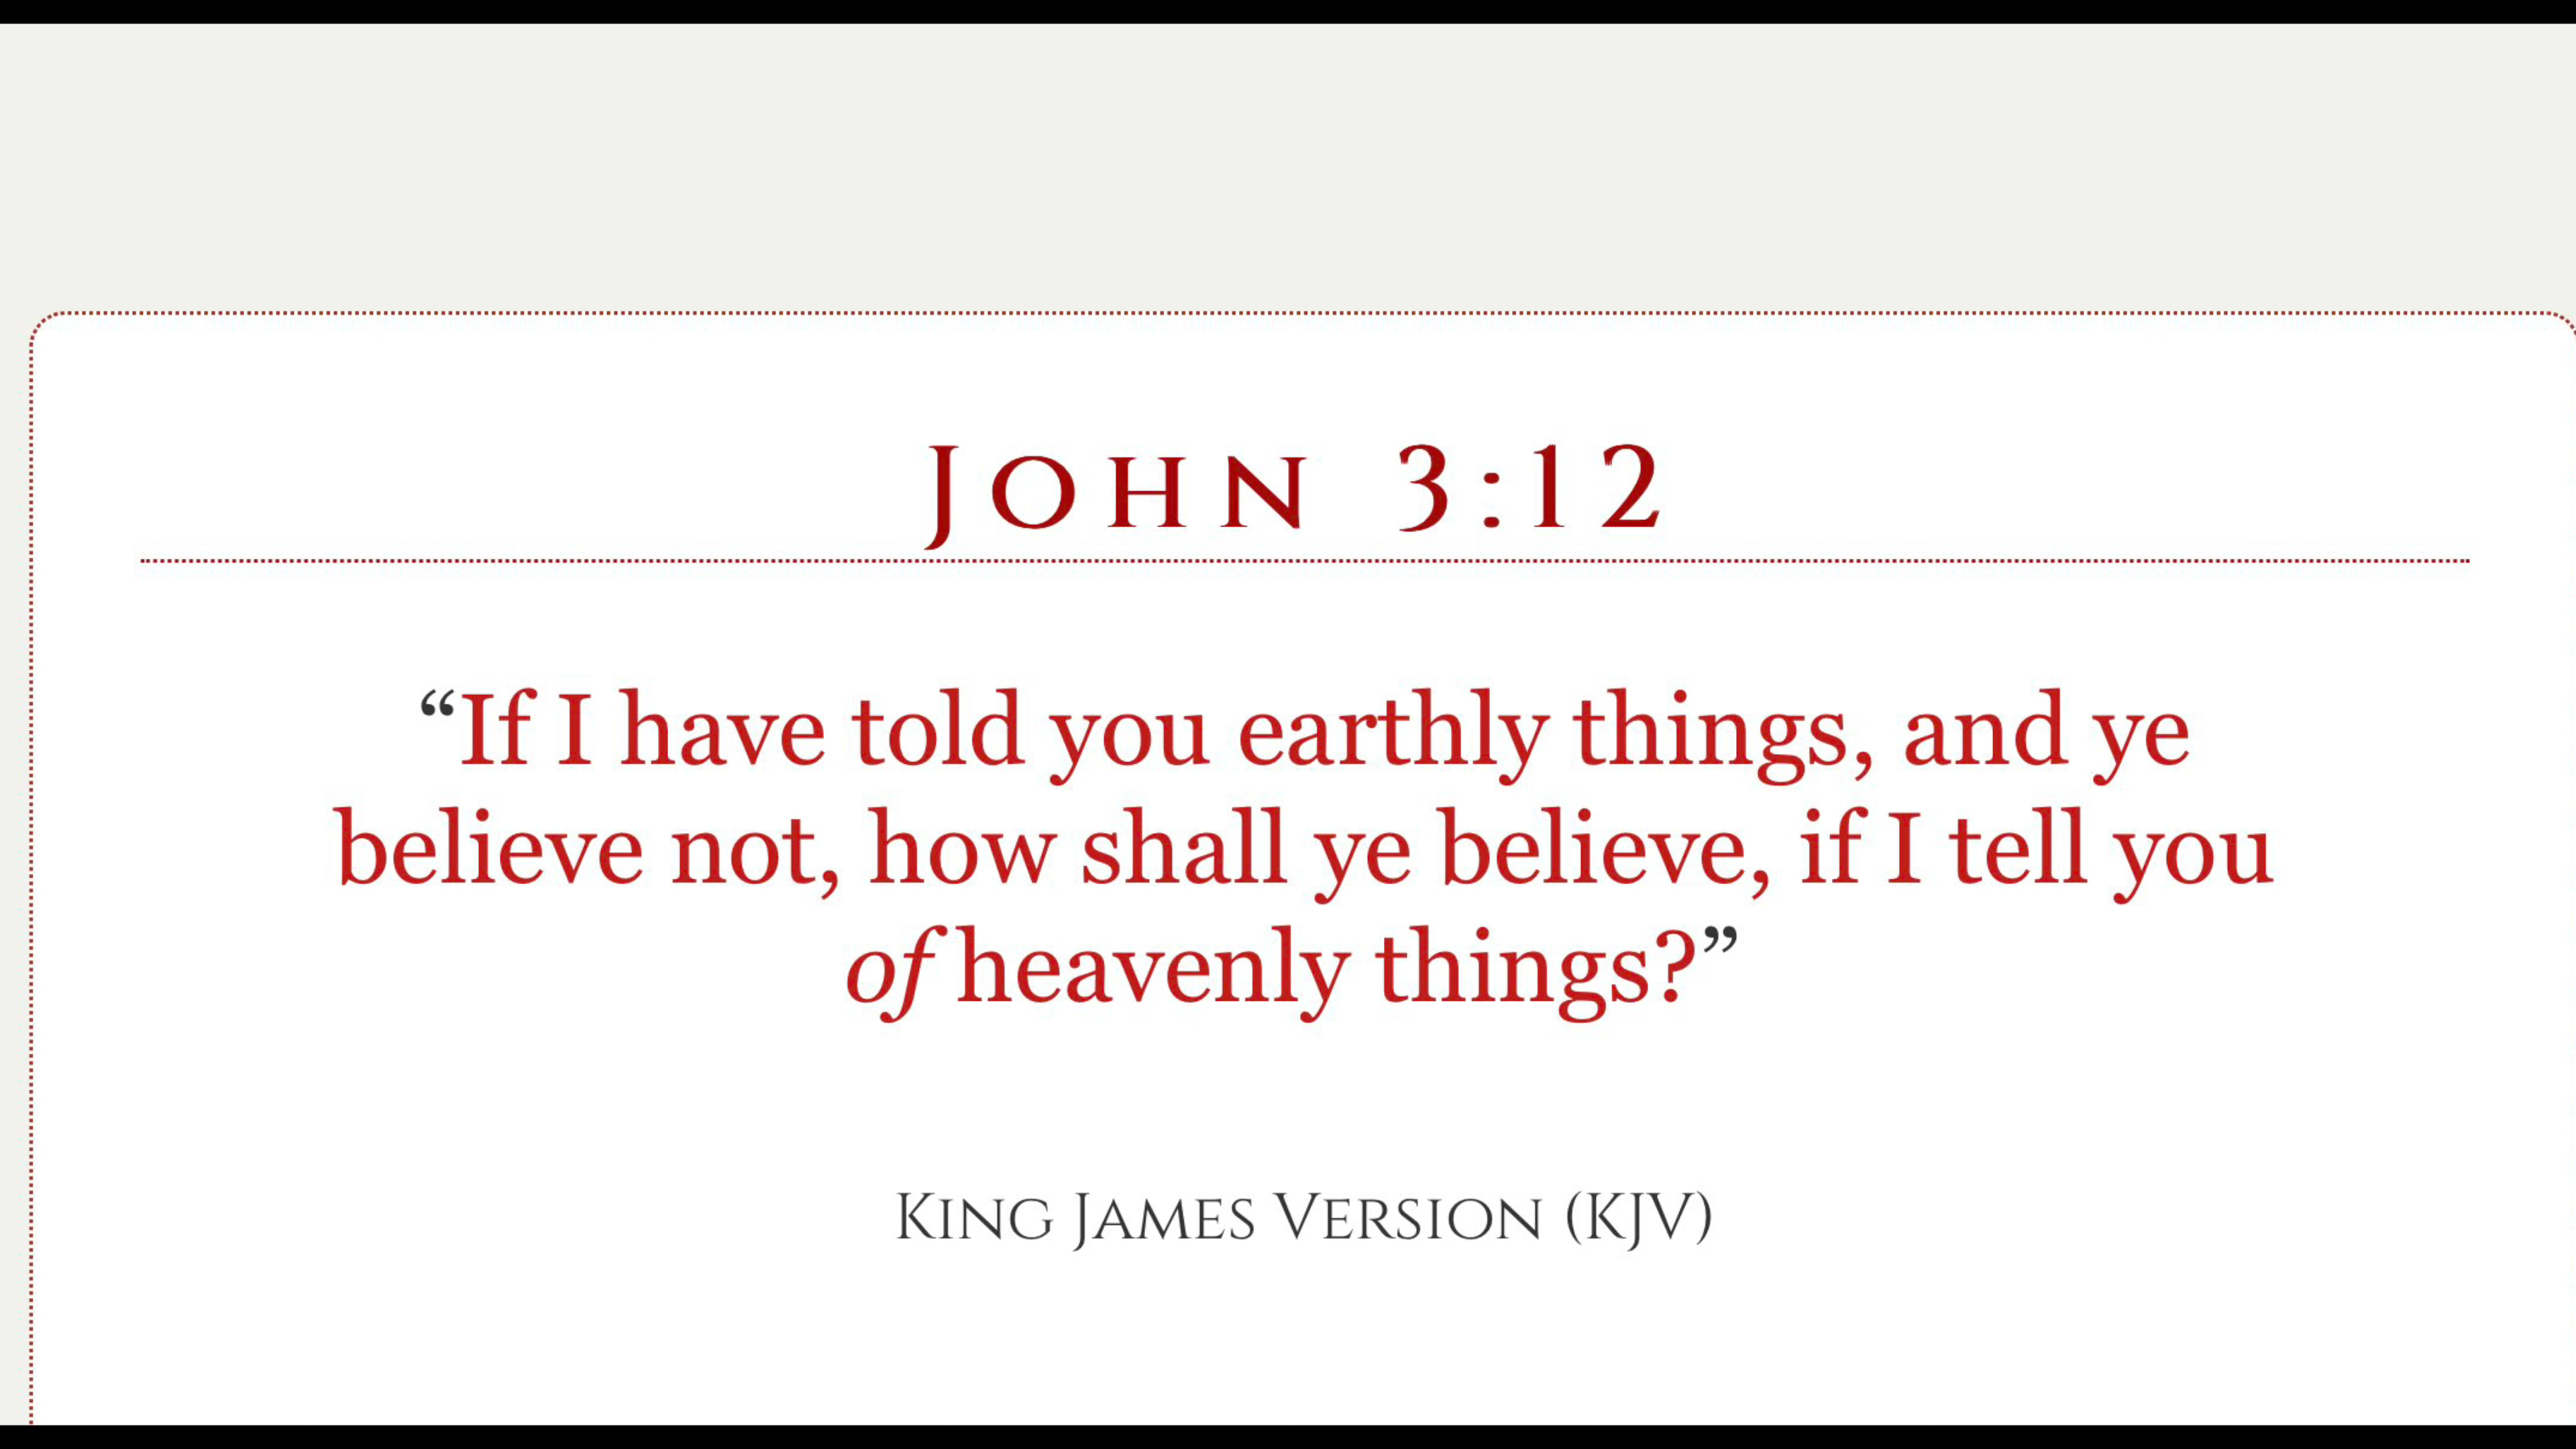 John 3:12
“If I have told you earthly things, and ye
believe not, how shall ye believe, if I tell you
of heavenly things?”
King James Version (KJV)